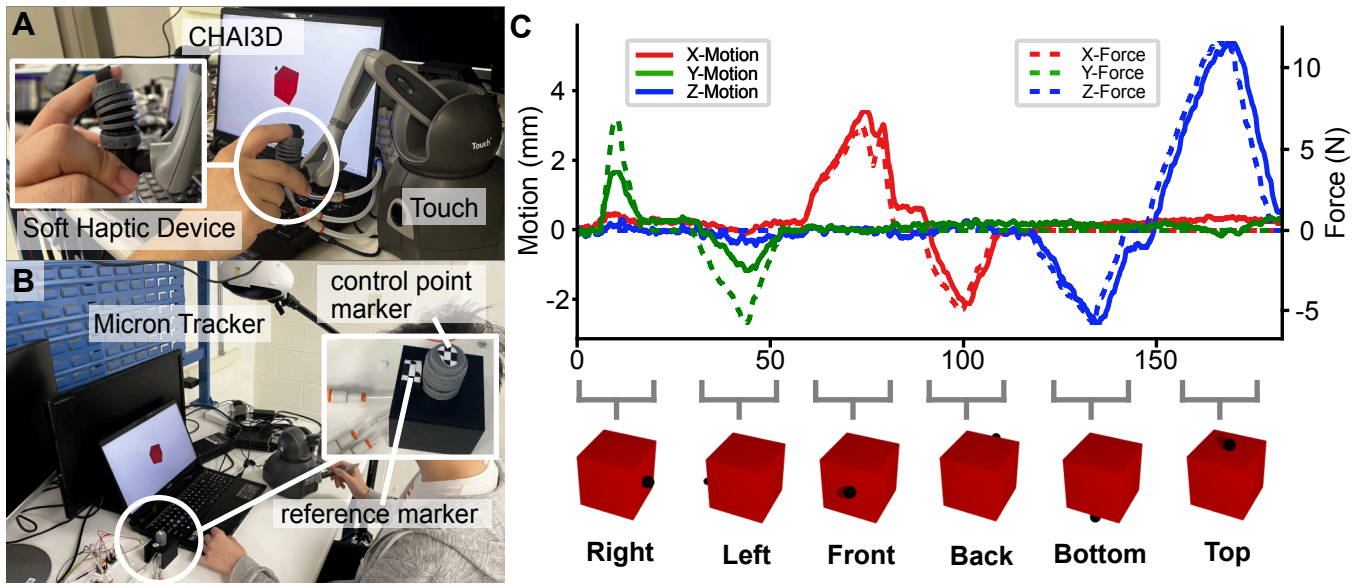 A
CHAI3D
Touch
Touch
Soft Haptic Device
B
control point
marker
Micron Tracker
reference marker
C
X-Motion
Y-Motion
Z-Motion
X-Force
Y-Force
Z-Force
Motion (mm)
4
2
0
-2
Force (N)
10
5
0
-5
0
50
100
150
Right
Left
Front
Back
Bottom
Top